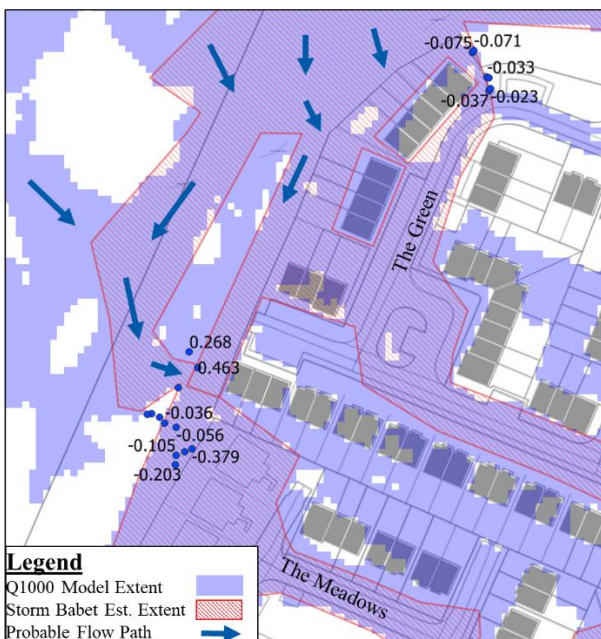 -0.075 -0.071
-0.033
-0.037 -0.023
The Green
0.268
0.463
-0.036
-0.056
-0.105
-0.379
-0.203
The Meadows
Legend
Q1000 Model Extent
Storm Babet Est. Extent
Probable Flow Path